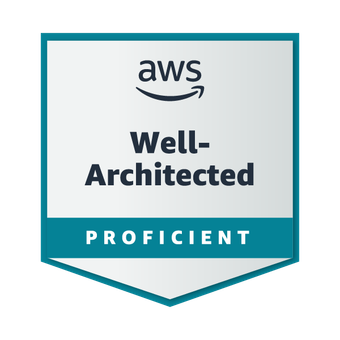 aws
Well-
Architected
PROFICIENT